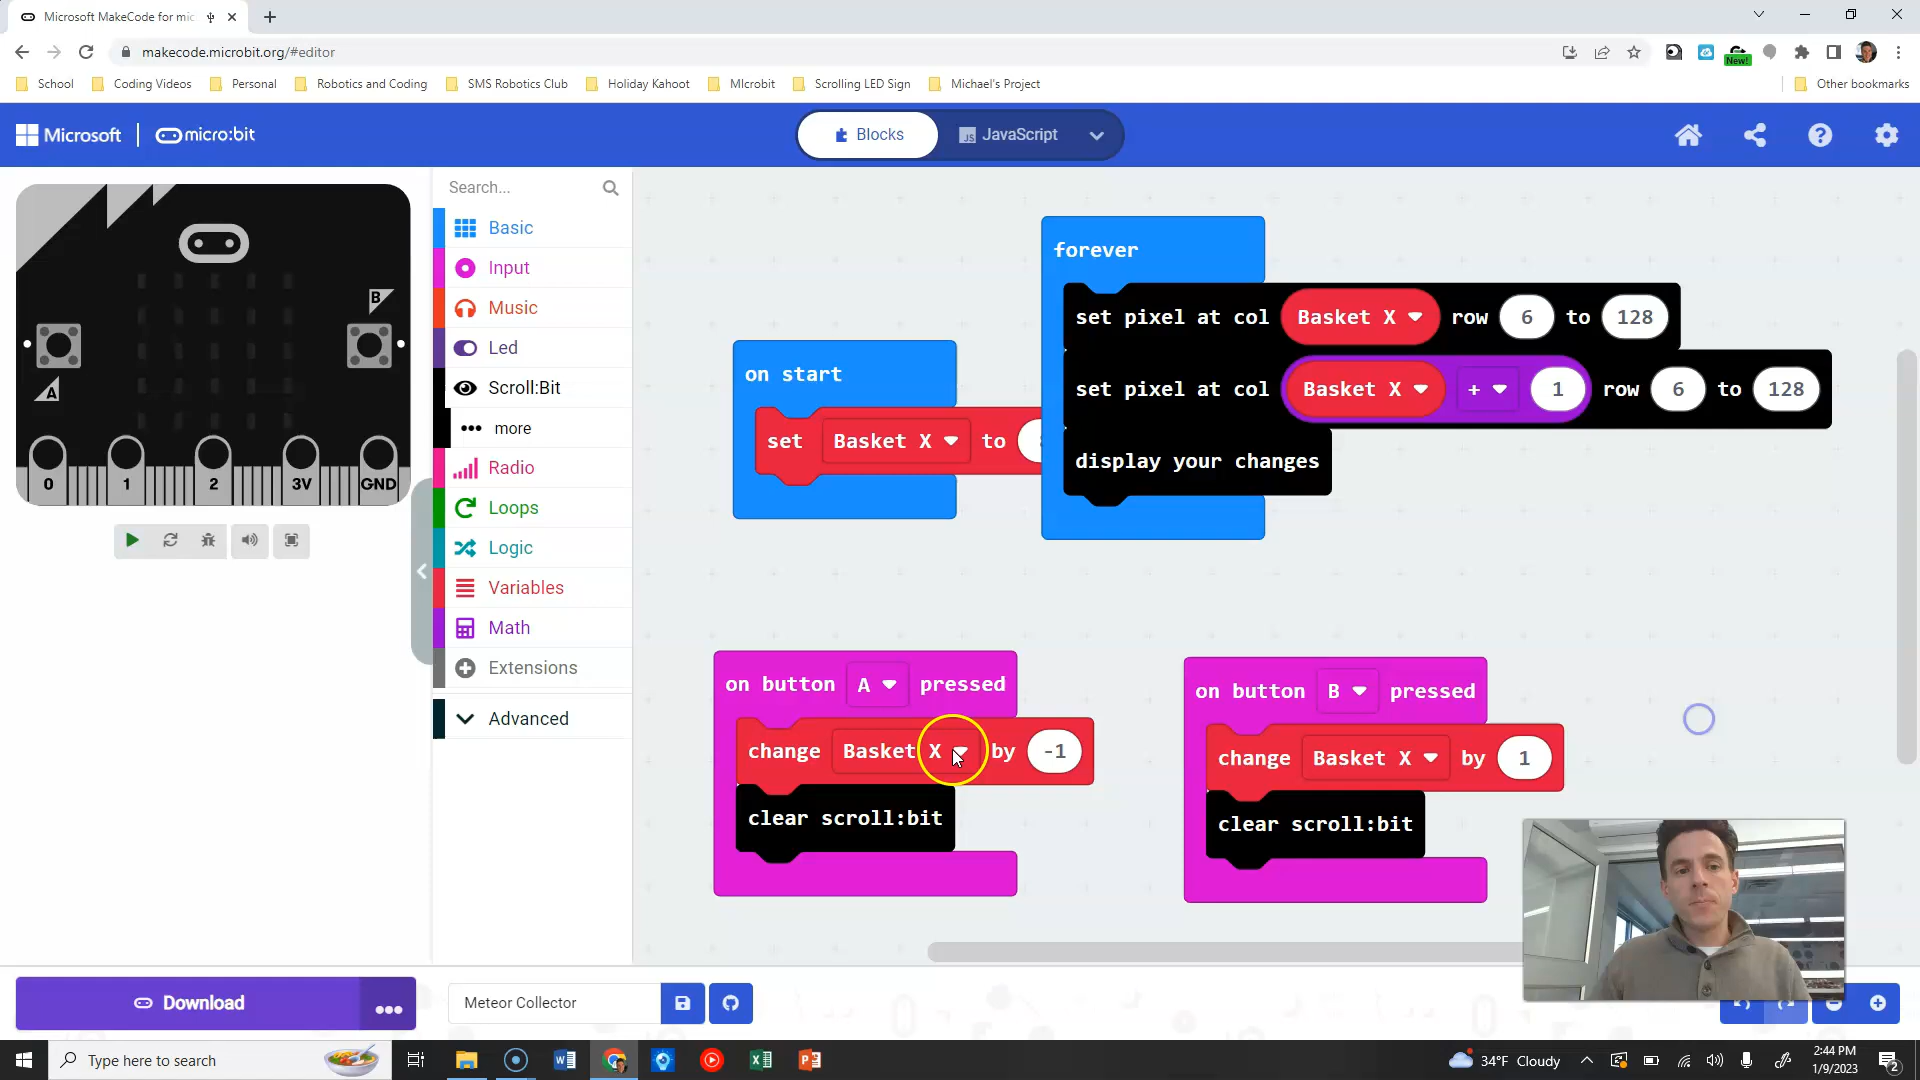 Microsoft MakeCode for mic
makecode.microbit.org/#editor
New!
School
Coding Videos
Personal
Robotics and Coding
SMS Robotics Club
Holiday Kahoot
MIcrobit
Scrolling LED Sign
Michael's Project
Other bookmarks
Microsoft
micro:bit
Blocks
JS
JavaScript
?
B
A
0
1
2
3V
GND
Search...
Basic
Input
Music
Led
Scroll:Bit
more
Radio
Loops
Logic
Variables
Math
Extensions
Advanced
on start
set Basket X to
forever
set pixel at col Basket X row 6 to 128
set pixel at col Basket X + 1 row 6 to 128
display your changes
on button A pressed
change Basket X by -1
clear scroll:bit
on button B pressed
change Basket X by 1
clear scroll:bit
Download
Meteor Collector
Type here to search
34°F Cloudy
2:44 PM
1/9/2023
2